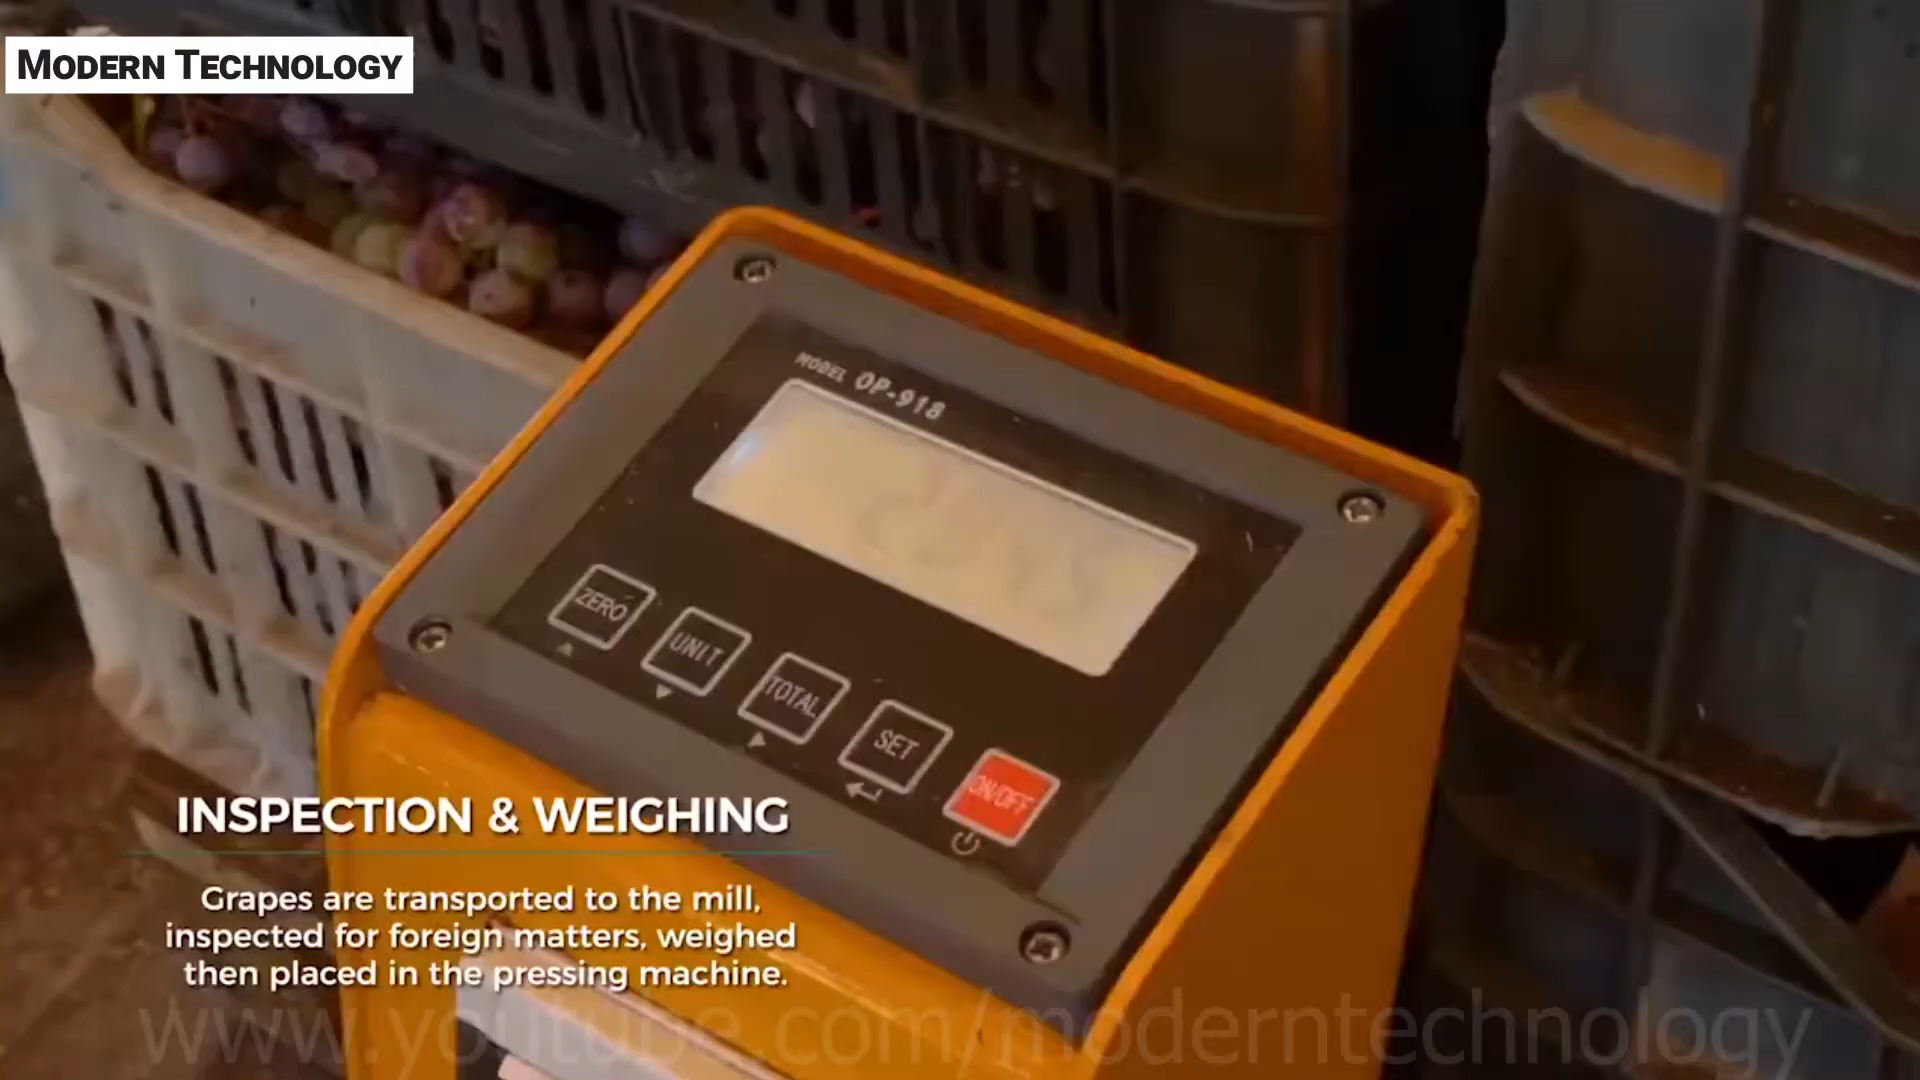 MODERN TECHNOLOGY
MODEL OP-918
ZERO
UNIT
TOTAL
SET
ON/OFF
INSPECTION & WEIGHING
Grapes are transported to the mill,
inspected for foreign matters, weighed
then placed in the pressing machine.
www.youtube.com/moderntechnology